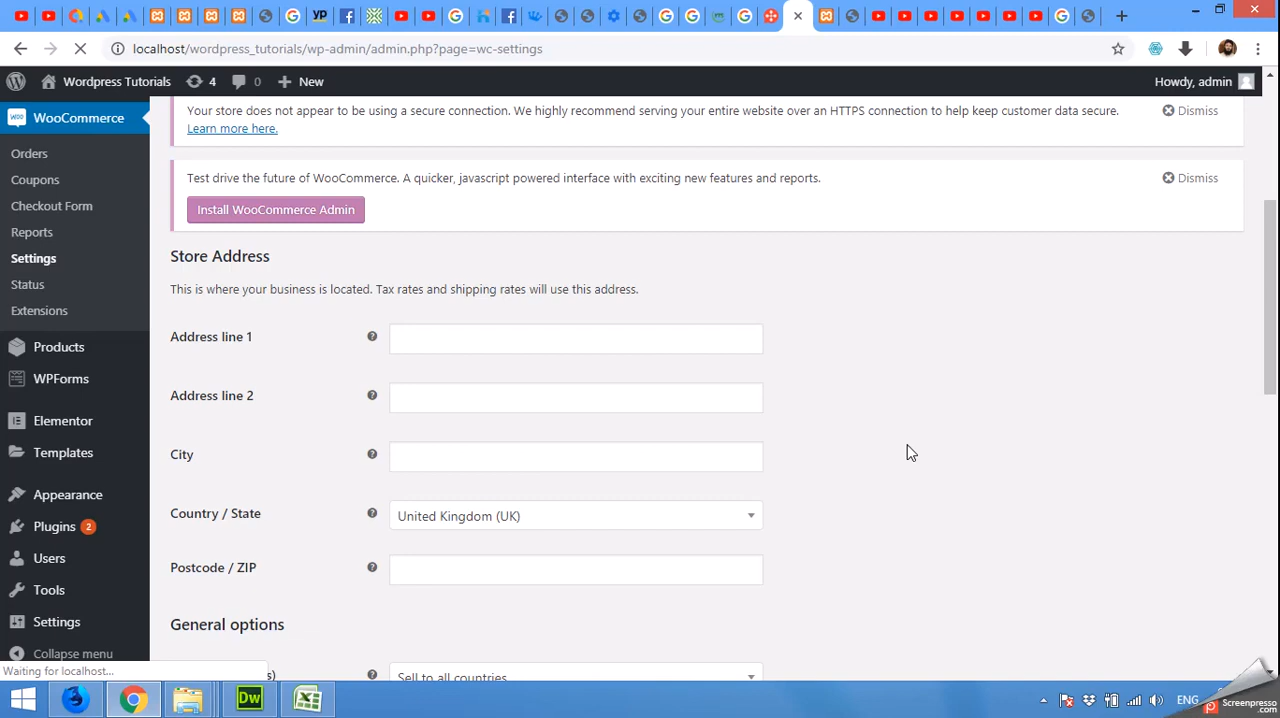 localhost/wordpress_tutorials/wp-admin/admin.php?page=wc-settings
Wordpress Tutorials
4
0
New
Howdy, admin
WooCommerce
Orders
Coupons
Checkout Form
Reports
Settings
Status
Extensions
Products
WPForms
Elementor
Templates
Appearance
Plugins 2
Users
Tools
Settings
Collapse menu
Your store does not appear to be using a secure connection. We highly recommend serving your entire website over an HTTPS connection to help keep customer data secure.
Learn more here.
Dismiss
Test drive the future of WooCommerce. A quicker, javascript powered interface with exciting new features and reports.
Dismiss
Install WooCommerce Admin
Store Address
This is where your business is located. Tax rates and shipping rates will use this address.
Address line 1
Address line 2
City
Country / State
United Kingdom (UK)
Postcode / ZIP
General options
Sell to all countries
Waiting for localhost...
Dw
ENG
Screenpresso
.com